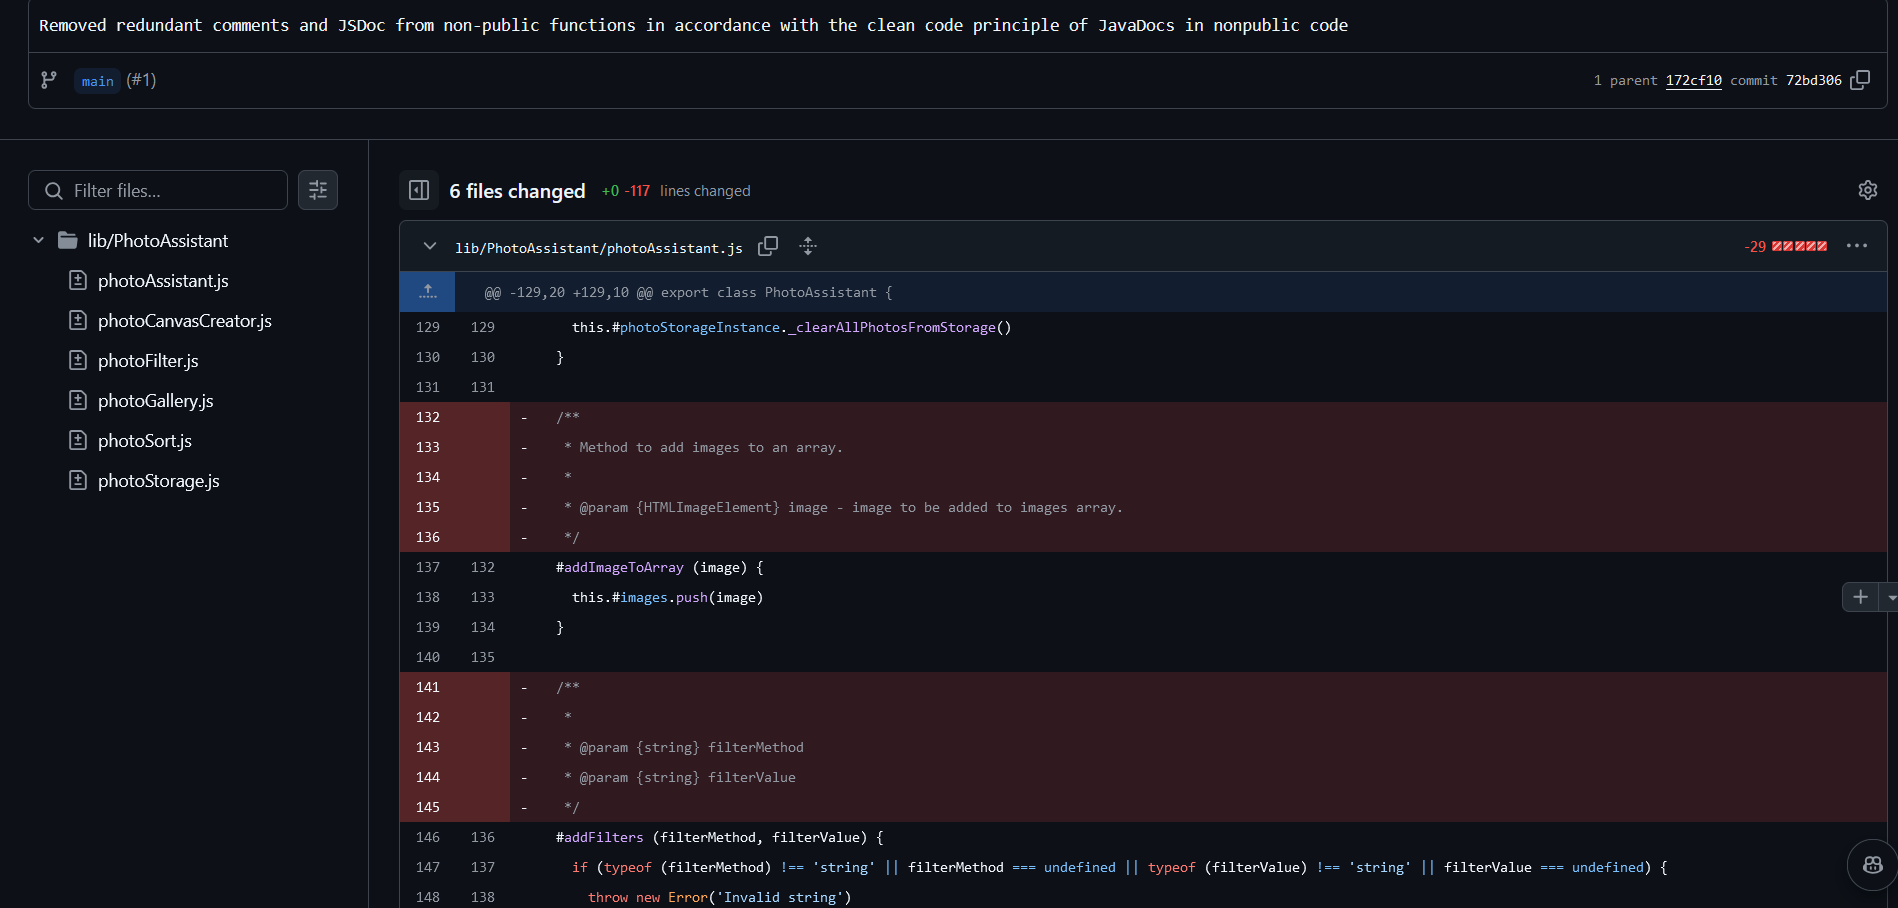 Removed redundant comments and JSDoc from non-public functions in accordance with the clean code principle of JavaDocs in nonpublic code
main (#1)
1 parent 172cf10 commit 72bd306
Filter files...
lib/PhotoAssistant
photoAssistant.js
photoCanvasCreator.js
photoFilter.js
photoGallery.js
photoSort.js
photoStorage.js
6 files changed +0 -117 lines changed
lib/PhotoAssistant/photoAssistant.js -29
@@ -129,20 +129,10 @@ export class PhotoAssistant {
129 129 this.#photoStorageInstance._clearAllPhotosFromStorage()
130 130 }
131 131
132 - /**
133 - * Method to add images to an array.
134 - *
135 - * @param {HTMLImageElement} image - image to be added to images array.
136 - */
137 132 #addImageToArray (image) {
138 133 this.#images.push(image)
139 134 }
140 135
141 - /**
142 - *
143 - * @param {string} filterMethod
144 - * @param {string} filterValue
145 - */
146 136 #addFilters (filterMethod, filterValue) {
147 137 if (typeof (filterMethod) !== 'string' || filterMethod === undefined || typeof (filterValue) !== 'string' || filterValue === undefined) {
148 138 throw new Error('Invalid string')